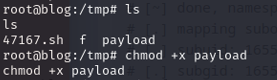 root@blog:/tmp# ls
ls
47167.sh f payload
root@blog:/tmp# chmod +x payload
chmod +x payload